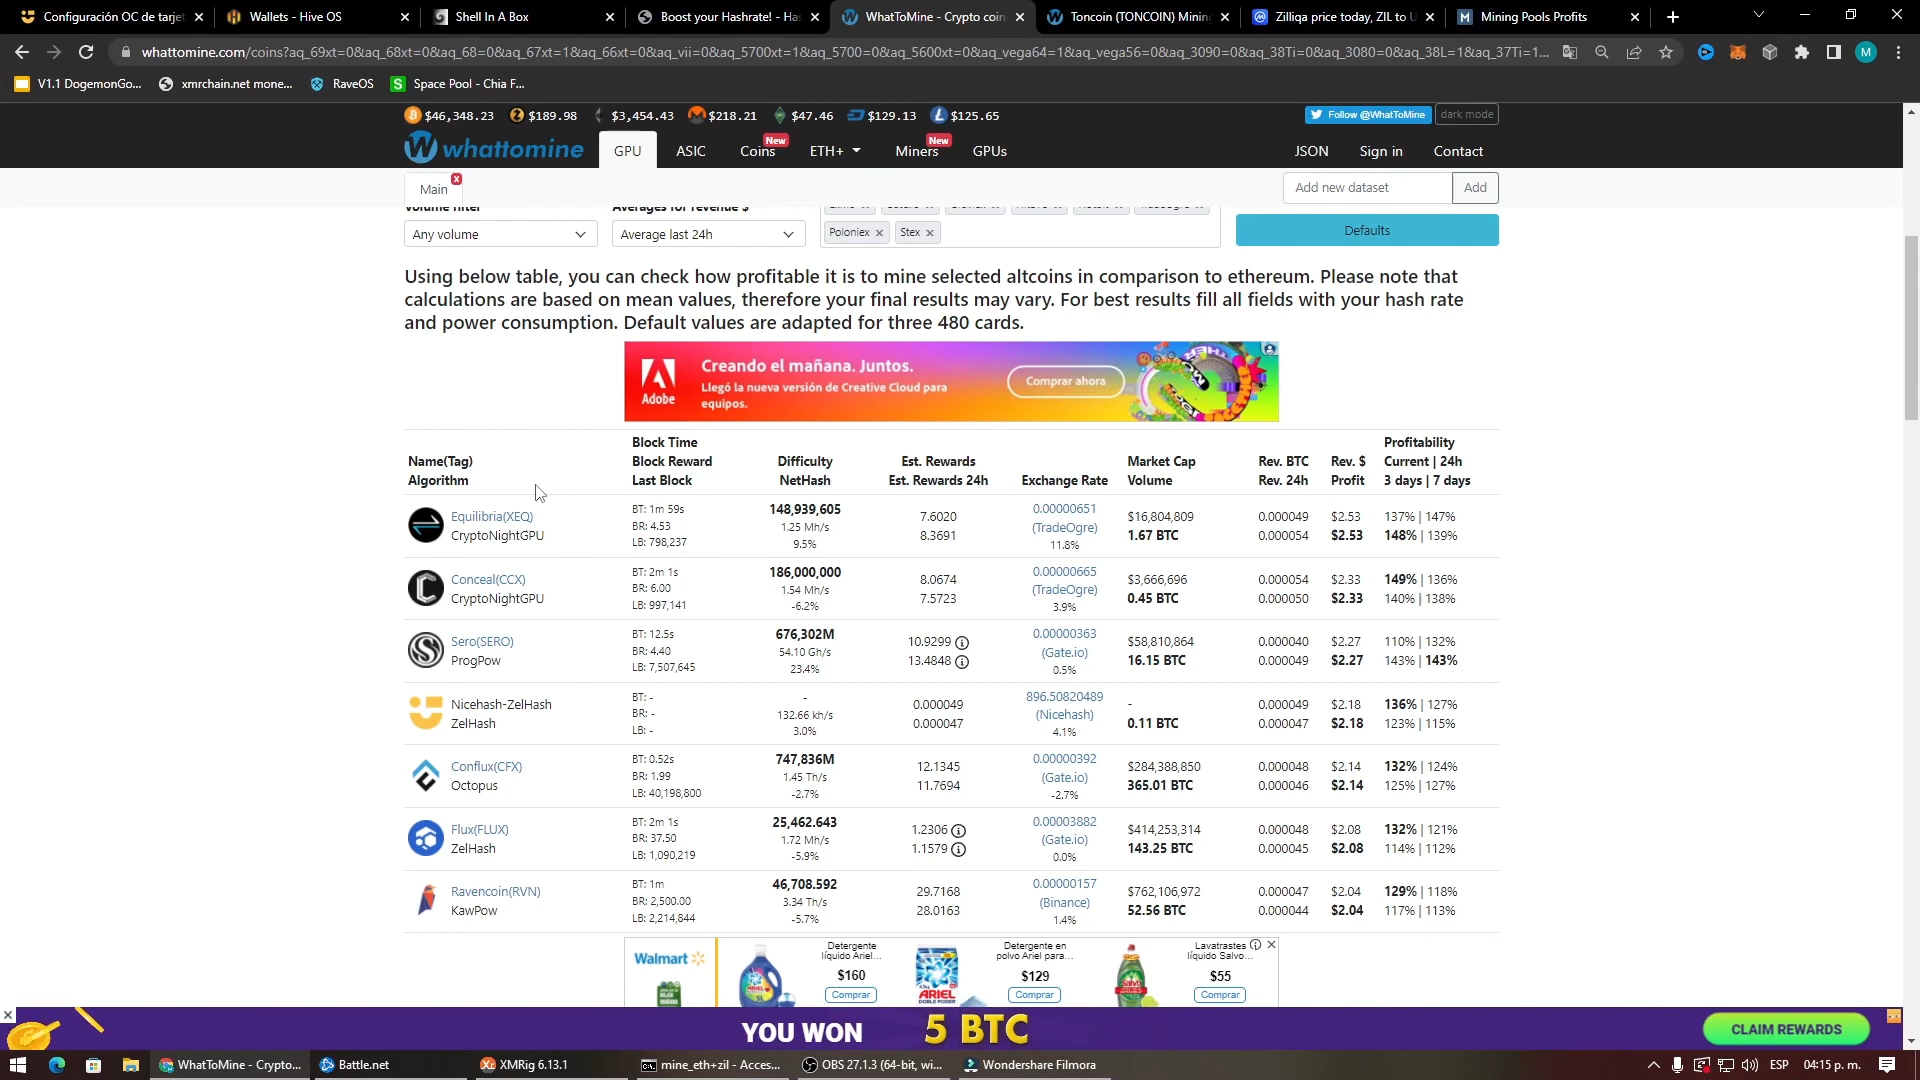 Configuración OC de tarjet
Wallets - Hive OS
Shell In A Box
Boost your Hashrate! - Has
WhatToMine - Crypto coin
Toncoin (TONCOIN) Mining
Zilliqa price today, ZIL to U
Mining Pools Profits
whattomine.com/coins?aq_69xt=0&aq_68xt=0&aq_68=0&aq_67xt=1&aq_66xt=0&aq_vii=0&aq_5700xt=1&aq_5700=0&aq_5600xt=0&aq_vega64=1&aq_vega56=0&aq_3090=0&aq_38Ti=0&aq_3080=0&aq_38L=1&aq_37Ti=1...
M
V1.1 DogemonGo...
xmrchain.net mone...
RaveOS
Space Pool - Chia F...
$46,348.23 $189.98 $3,454.43 $218.21 $47.46 $129.13 $125.65
Follow @WhatToMine
dark mode
whattomine
GPU
ASIC
Coins New
ETH+
Miners New
GPUs
JSON
Sign in
Contact
Main
Add new dataset
Add
Volume filter
Averages for revenue $
Any volume
Average last 24h
Poloniex
Stex
Defaults
Using below table, you can check how profitable it is to mine selected altcoins in comparison to ethereum. Please note that
calculations are based on mean values, therefore your final results may vary. For best results fill all fields with your hash rate
and power consumption. Default values are adapted for three 480 cards.
Adobe
Creando el mañana. Juntos.
Llegó la nueva versión de Creative Cloud para
equipos.
Comprar ahora
Name(Tag)
Algorithm
Block Time
Block Reward
Last Block
Difficulty
NetHash
Est. Rewards
Est. Rewards 24h
Exchange Rate
Market Cap
Volume
Rev. BTC
Rev. 24h
Rev. $
Profit
Profitability
Current | 24h
3 days | 7 days
Equilibria(XEQ)
CryptoNightGPU
BT: 1m 59s
BR: 4.53
LB: 798,237
148,939,605
1.25 Mh/s
9.5%
7.6020
8.3691
0.00000651
(TradeOgre)
11.8%
$16,804,809
1.67 BTC
0.000049
0.000054
$2.53
$2.53
137% | 147%
148% | 139%
Conceal(CCX)
CryptoNightGPU
BT: 2m 1s
BR: 6.00
LB: 997,141
186,000,000
1.54 Mh/s
-6.2%
8.0674
7.5723
0.00000665
(TradeOgre)
3.9%
$3,666,696
0.45 BTC
0.000054
0.000050
$2.33
$2.33
149% | 136%
140% | 138%
Sero(SERO)
ProgPow
BT: 12.5s
BR: 4.40
LB: 7,507,645
676,302M
54.10 Gh/s
23.4%
10.9299
13.4848
0.00000363
(Gate.io)
0.5%
$58,810,864
16.15 BTC
0.000040
0.000049
$2.27
$2.27
110% | 132%
143% | 143%
Nicehash-ZelHash
ZelHash
BT: -
BR: -
LB: -
-
132.66 kh/s
3.0%
0.000049
0.000047
896.50820489
(Nicehash)
4.1%
-
0.11 BTC
0.000049
0.000047
$2.18
$2.18
136% | 127%
123% | 115%
Conflux(CFX)
Octopus
BT: 0.52s
BR: 1.99
LB: 40,198,800
747,836M
1.45 Th/s
-2.7%
12.1345
11.7694
0.00000392
(Gate.io)
-2.7%
$284,388,850
365.01 BTC
0.000048
0.000046
$2.14
$2.14
132% | 124%
125% | 127%
Flux(FLUX)
ZelHash
BT: 2m 1s
BR: 37.50
LB: 1,090,219
25,462.643
1.72 Mh/s
-5.9%
1.2306
1.1579
0.00003882
(Gate.io)
0.0%
$414,253,314
143.25 BTC
0.000048
0.000045
$2.08
$2.08
132% | 121%
114% | 112%
Ravencoin(RVN)
KawPow
BT: 1m
BR: 2,500.00
LB: 2,214,844
46,708.592
3.34 Th/s
-5.7%
29.7168
28.0163
0.00000157
(Binance)
1.4%
$762,106,972
52.56 BTC
0.000047
0.000044
$2.04
$2.04
129% | 118%
117% | 113%
Walmart
Detergente
líquido Ariel...
$160
Comprar
ARIEL
Detergente en
polvo Ariel para...
$129
Comprar
Salvo
Lavatrastes
líquido Salvo...
$55
Comprar
YOU WON 5 BTC
CLAIM REWARDS
WhatToMine - Crypto...
Battle.net
XMRig 6.13.1
mine_eth+zil - Acces...
OBS 27.1.3 (64-bit, wi...
Wondershare Filmora
ESP
04:15 p. m.